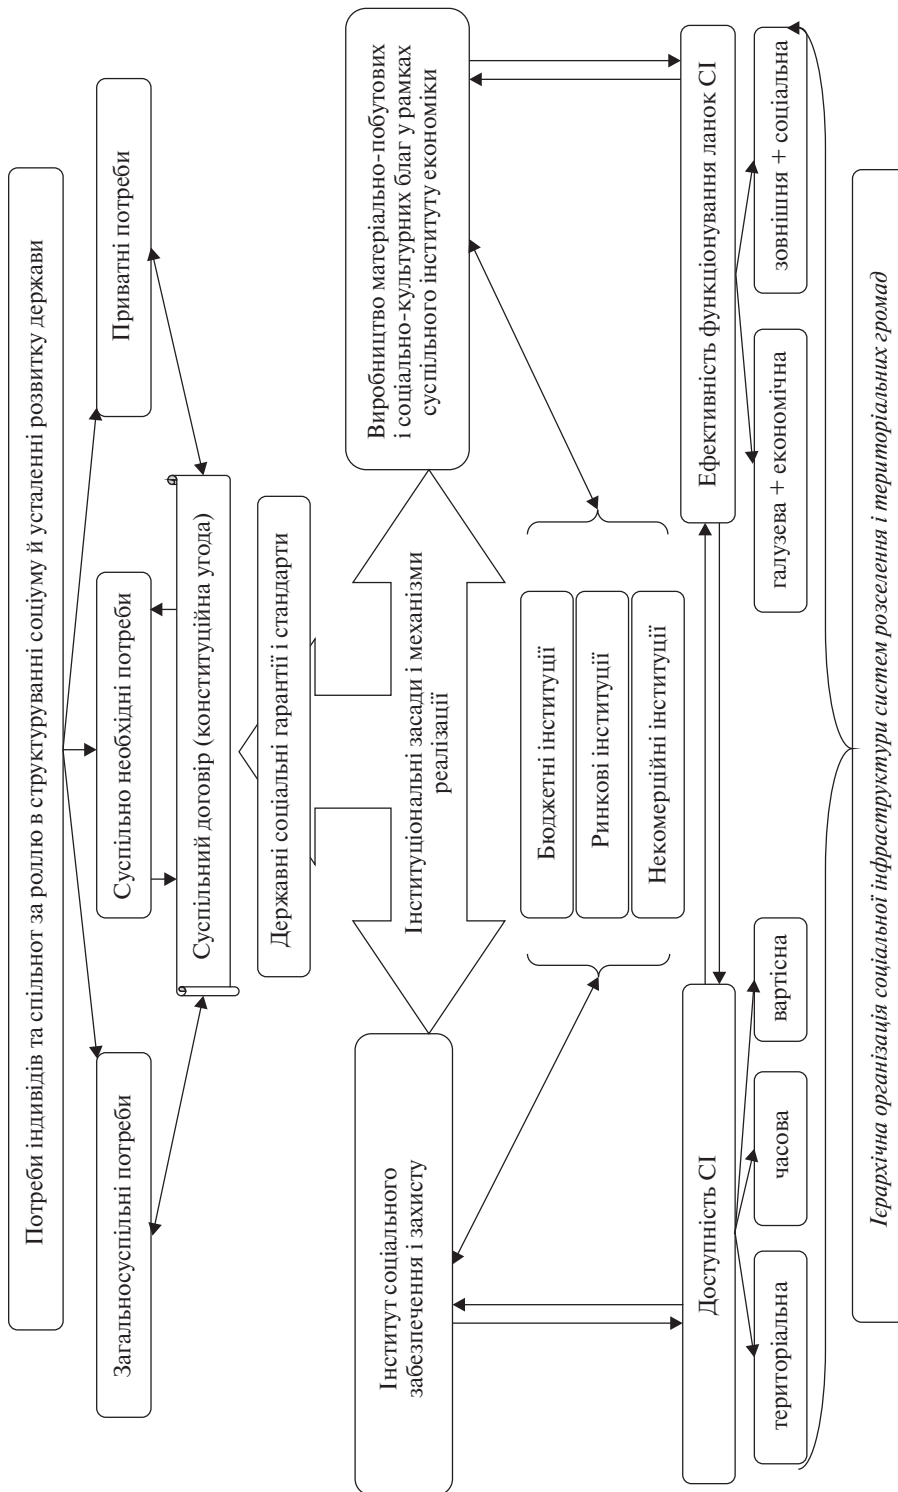 Потреби індивідів та спільнот за роллю в структуруванні соціуму й усталенні розвитку держави
Загальносуспільні потреби
Суспільно необхідні потреби
Приватні потреби
Суспільний договір (конституційна угода)
Державні соціальні гарантії і стандарти
Інституціональні засади і механізми
реалізації
Інститут соціального
забезпечення і захисту
Виробництво матеріально-побутових
і соціально-культурних благ у рамках
суспільного інституту економіки
Бюджетні інституції
Ринкові інституції
Некомерційні інституції
Доступність СІ
Ефективність функціонування ланок СІ
територіальна
часова
вартісна
галузева + економічна
зовнішня + соціальна
Ієрархічна організація соціальної інфраструктури систем розселення і територіальних громад